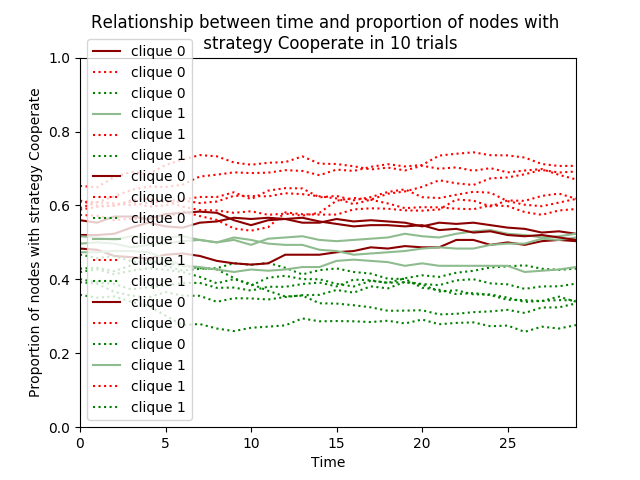 Relationship between time and proportion of nodes with
strategy Cooperate in 10 trials
Proportion of nodes with strategy Cooperate
1.0
0.8
0.6
0.4
0.2
0.0
clique 0
clique 0
clique 0
clique 1
clique 1
clique 1
clique 0
clique 0
clique 0
clique 1
clique 1
clique 1
clique 0
clique 0
clique 0
clique 1
clique 1
clique 1
0 5 10 15 20 25
Time